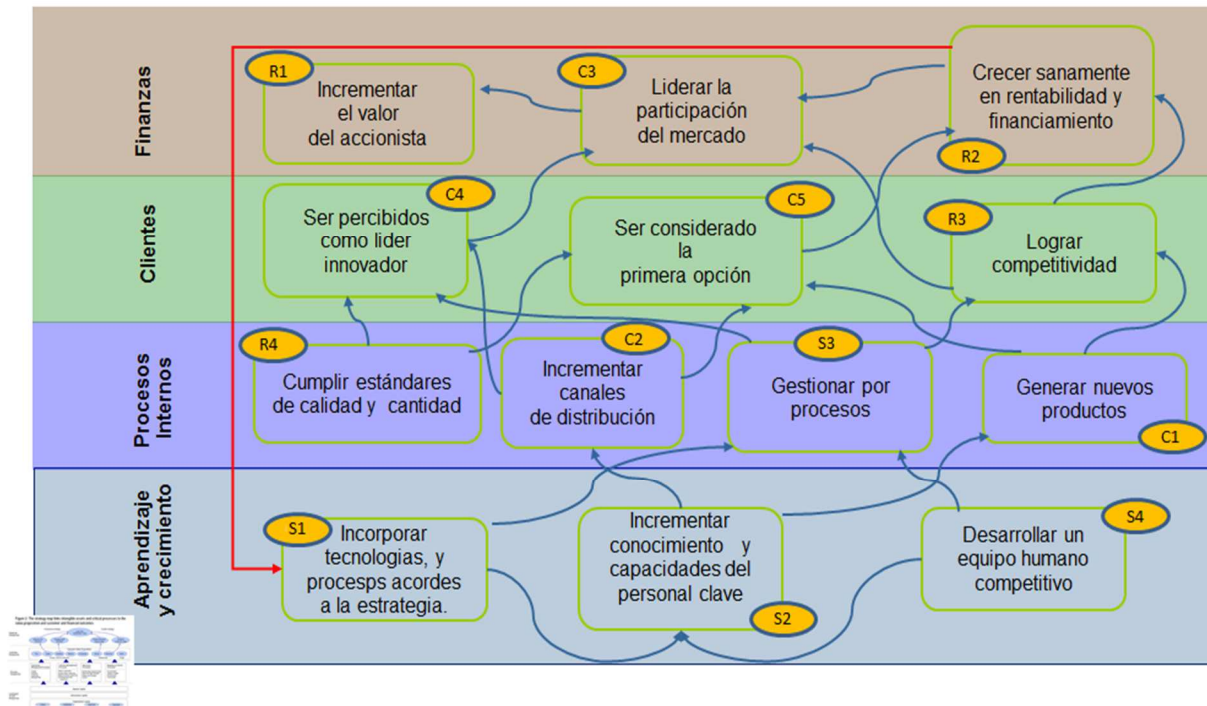 Finanzas
R1
Incrementar
el valor
del accionista
C3
Liderar la
participación
del mercado
Crecer sanamente
en rentabilidad y
financiamiento
R2
Clientes
C4
Ser percibidos
como lider
innovador
C5
Ser considerado
la
primera opción
R3
Lograr
competitividad
Procesos
Internos
R4
Cumplir estándares
de calidad y cantidad
C2
Incrementar
canales
de distribución
S3
Gestionar por
procesos
Generar nuevos
productos
C1
Aprendizaje
y crecimiento
S1
Incorporar
tecnologias, y
procesps acordes
a la estrategia.
Incrementar
conocimiento y
capacidades del
personal clave
S2
S4
Desarrollar un
equipo humano
competitivo